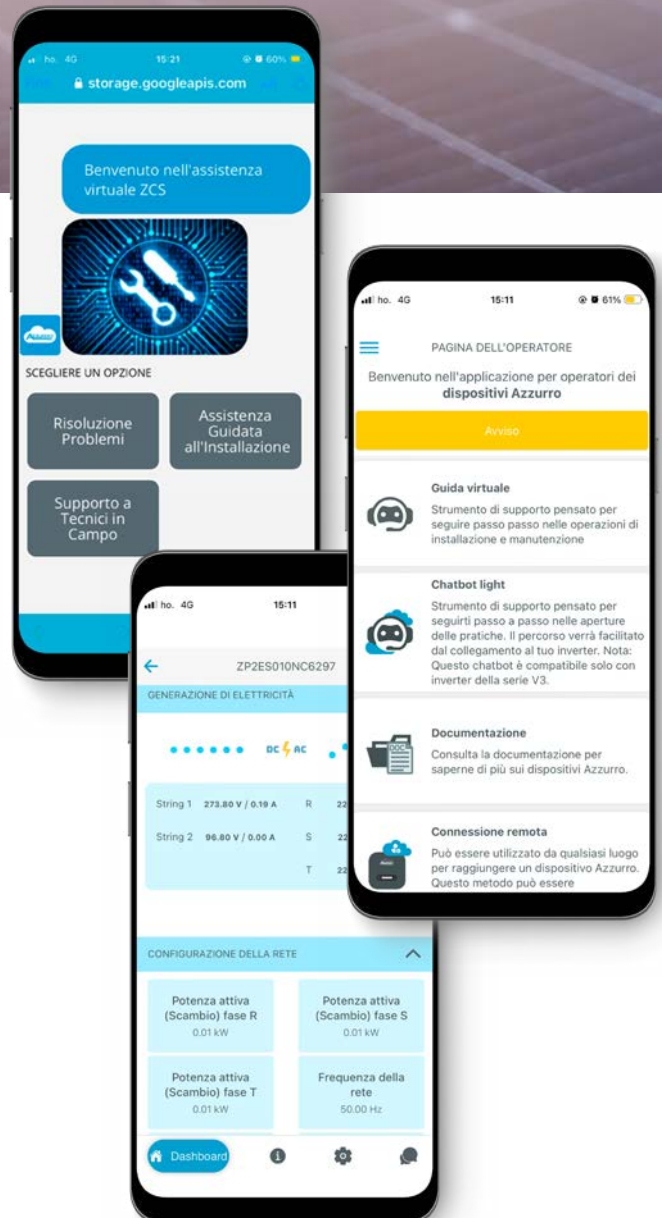 ho. 4G 15:21 60%
storage.googleapis.com
Benvenuto nell'assistenza
virtuale ZCS
SCEGLIERE UN OPZIONE
Risoluzione
Problemi
Assistenza
Guidata
all'Installazione
Supporto a
Tecnici in
Campo
ho. 4G 15:11 61%
PAGINA DELL'OPERATORE
Benvenuto nell'applicazione per operatori dei
dispositivi Azzurro
Avviso
Guida virtuale
Strumento di supporto pensato per
seguire passo passo nelle operazioni di
installazione e manutenzione
Chatbot light
Strumento di supporto pensato per
seguirti passo a passo nelle aperture
delle pratiche. Il percorso verrà facilitato
dal collegamento al tuo inverter. Nota:
Questo chatbot è compatibile solo con
inverter della serie V3.
DOC
Documentazione
Consulta la documentazione per
saperne di più sui dispositivi Azzurro.
Connessione remota
Può essere utilizzato da qualsiasi luogo
per raggiungere un dispositivo Azzurro.
Questo metodo può essere
ho. 4G 15:11
ZP2ES010NC6297
GENERAZIONE DI ELETTRICITÀ
DC AC
String 1 273.80 V / 0.19 A R 22
String 2 96.80 V / 0.00 A S 22
T 22
CONFIGURAZIONE DELLA RETE
Potenza attiva
(Scambio) fase R
0.01 kW
Potenza attiva
(Scambio) fase S
0.01 kW
Potenza attiva
(Scambio) fase T
0.01 kW
Frequenza della
rete
50.00 Hz
Dashboard